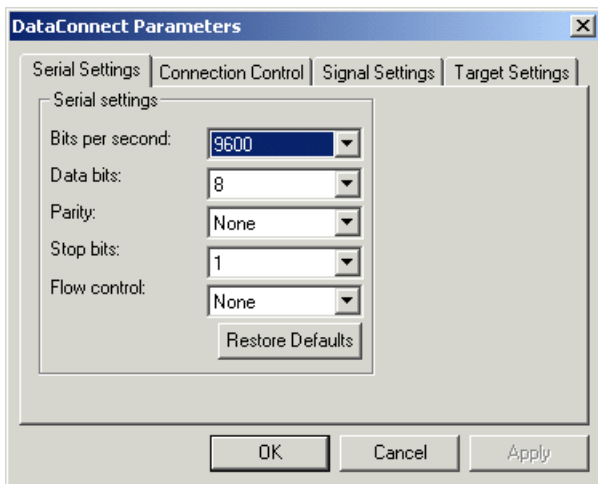 DataConnect Parameters
Serial Settings Connection Control Signal Settings Target Settings
Serial settings
Bits per second: 9600
Data bits: 8
Parity: None
Stop bits: 1
Flow control: None
Restore Defaults
OK Cancel Apply